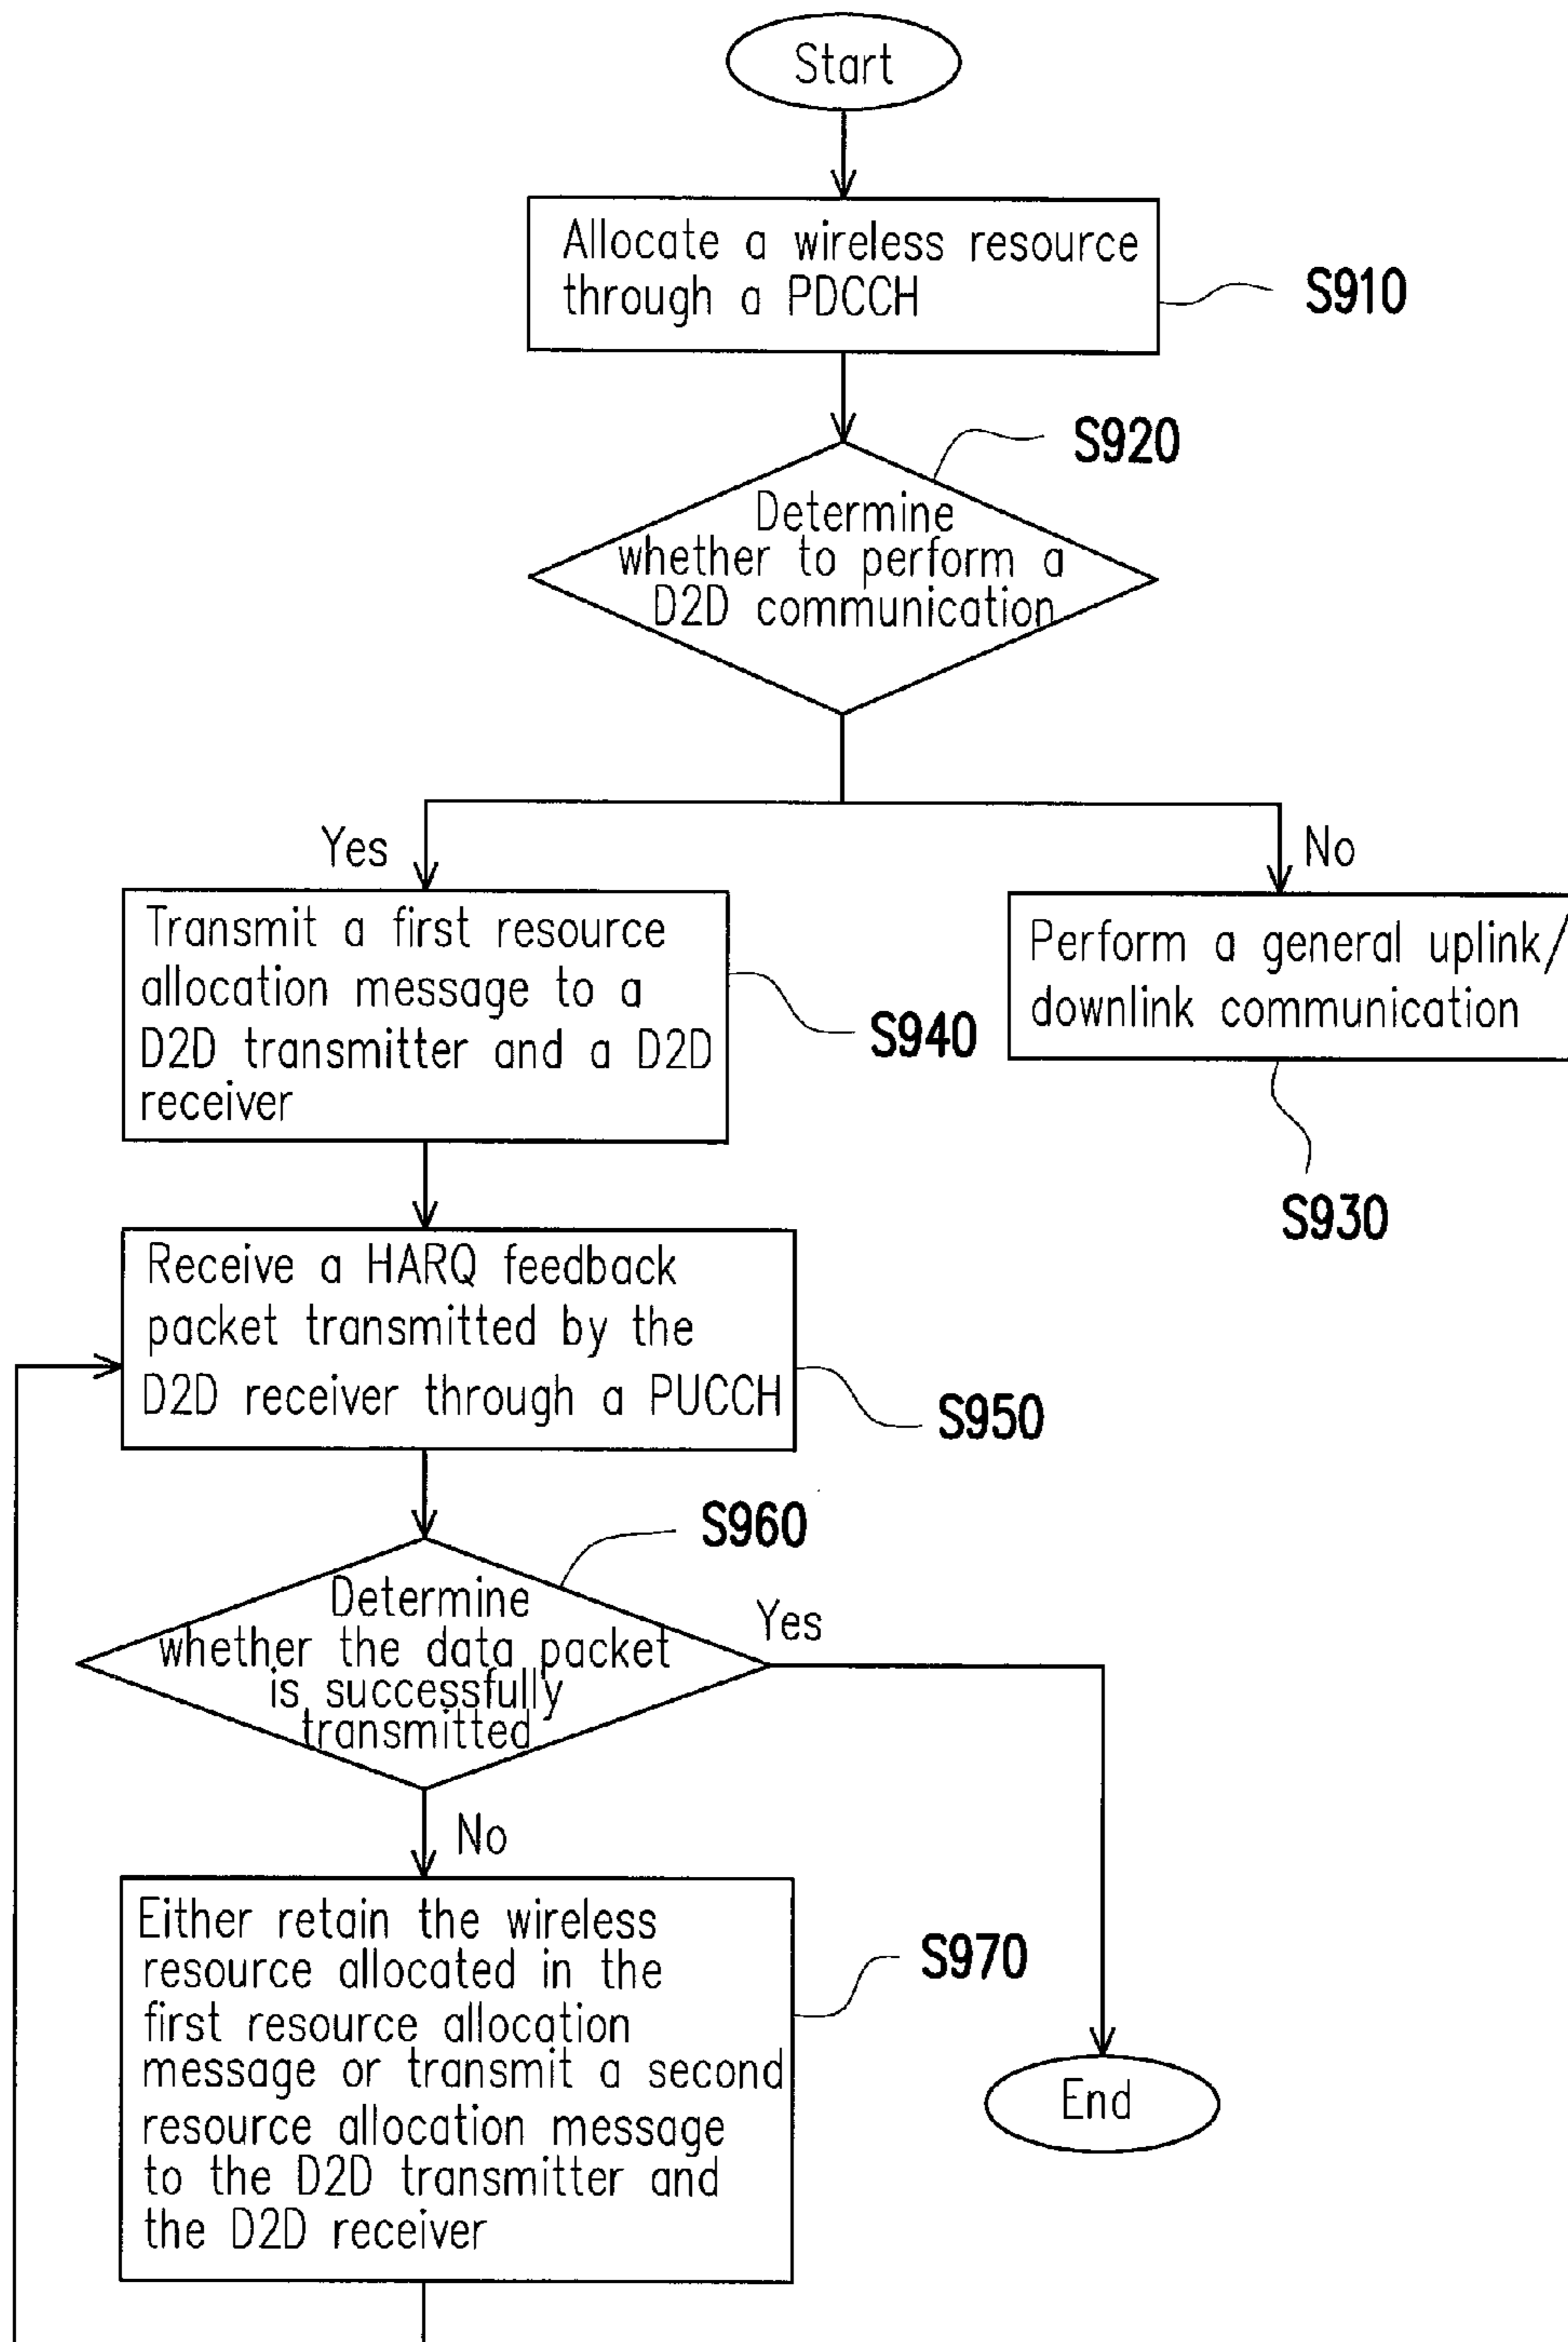 Start
Allocate a wireless resource
through a PDCCH
S910
S920
Determine
whether to perform a
D2D communication
Yes
No
Transmit a first resource
allocation message to a
D2D transmitter and a D2D
receiver
S940
Perform a general uplink/
downlink communication
S930
Receive a HARQ feedback
packet transmitted by the
D2D receiver through a PUCCH
S950
S960
Determine
whether the data packet
is successfully
transmitted
Yes
No
Either retain the wireless
resource allocated in the
first resource allocation
message or transmit a second
resource allocation message
to the D2D transmitter and
the D2D receiver
S970
End